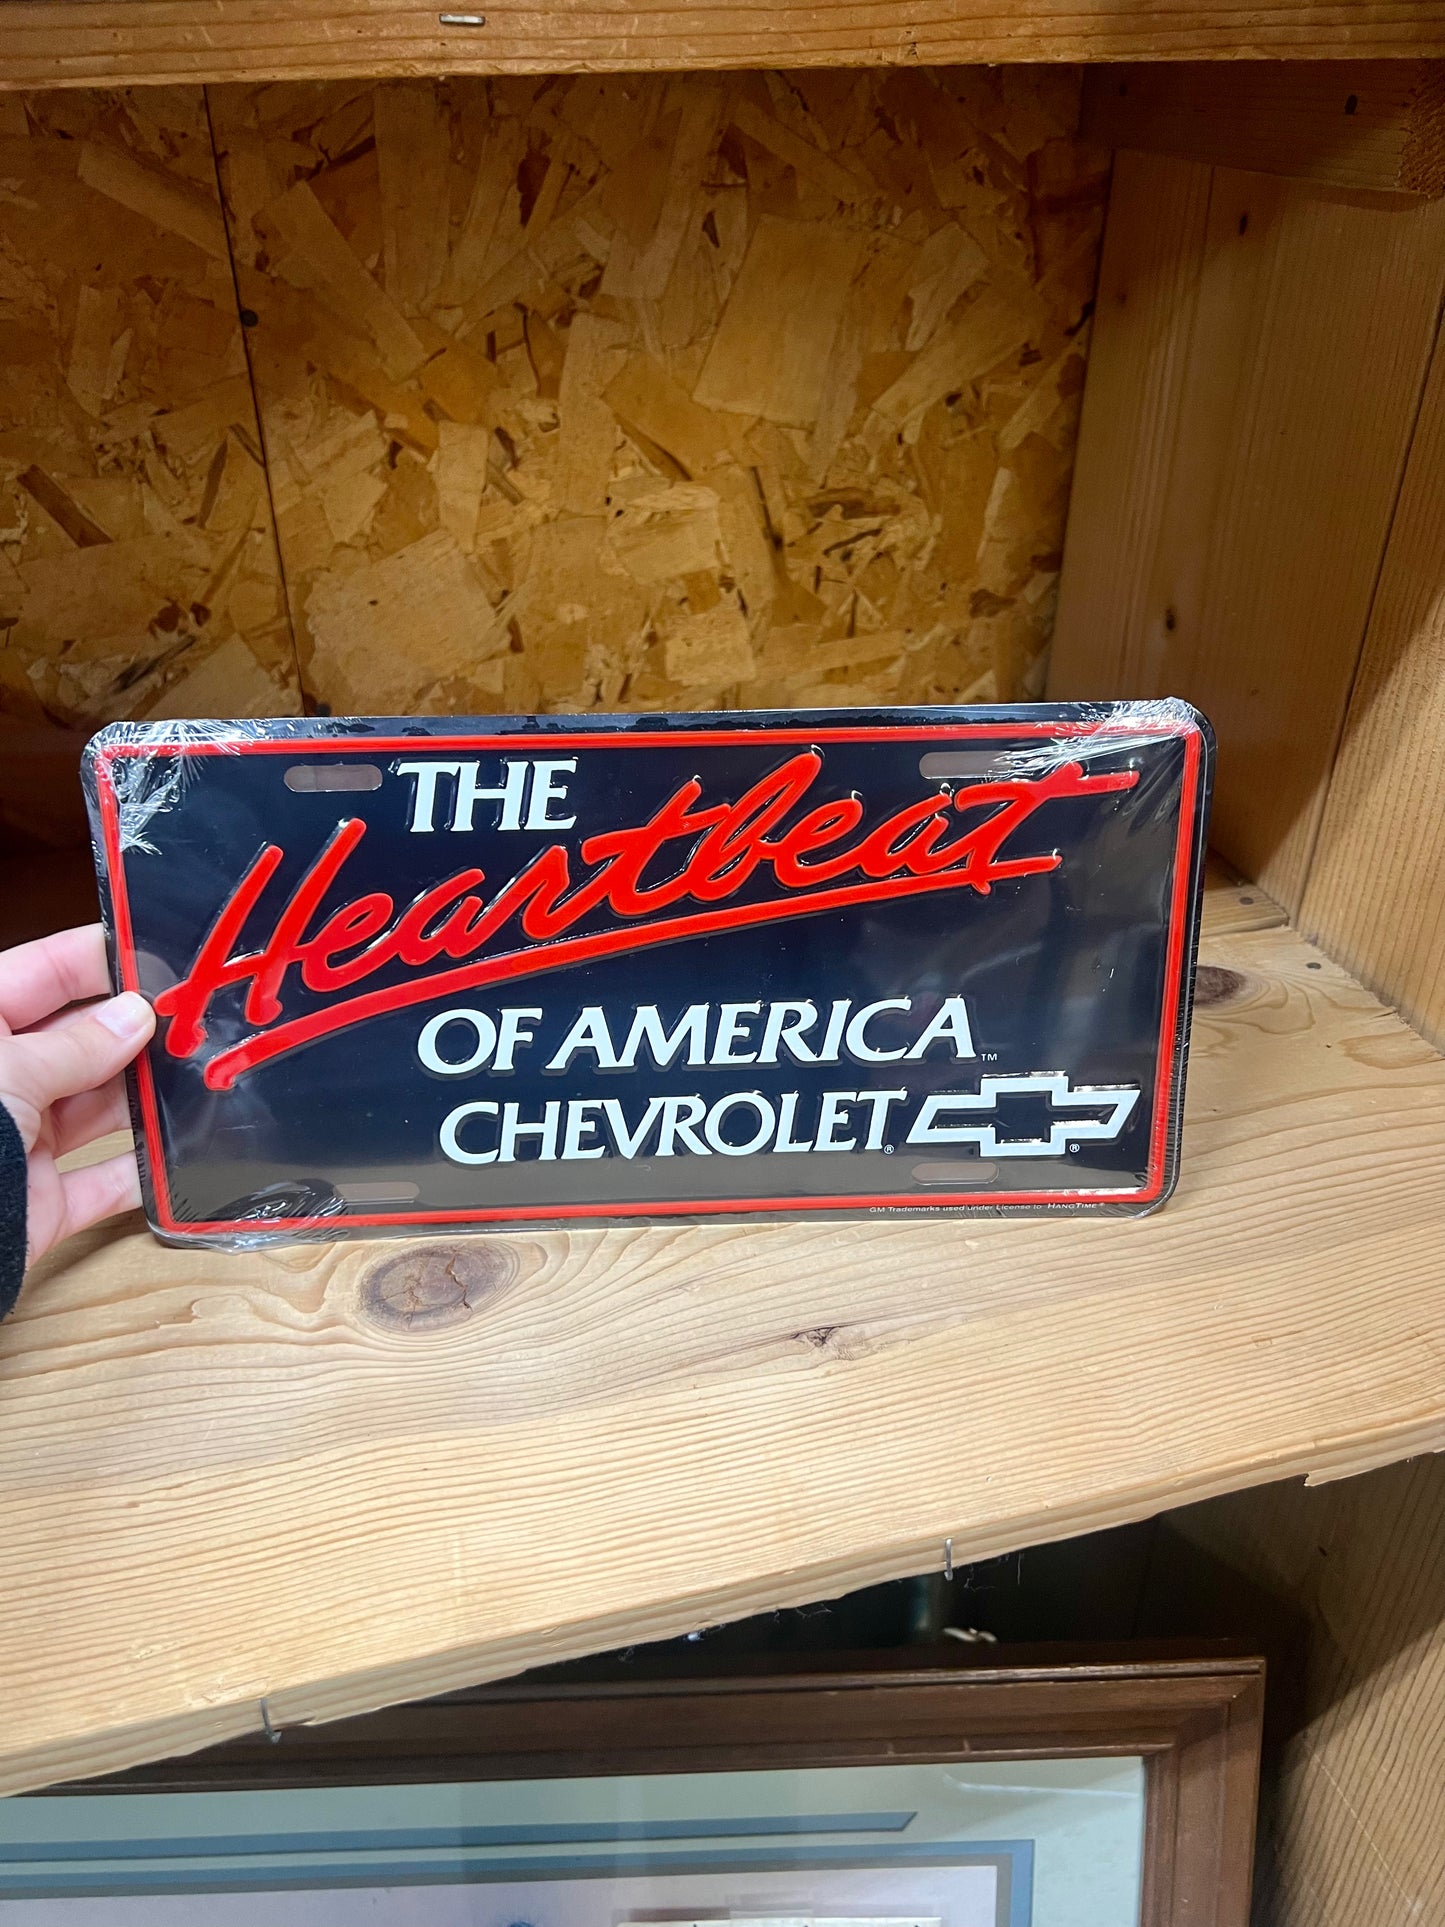 THE
Heartbeat
OF AMERICA™
CHEVROLET®
®
GM Trademarks used under License to HANGTIME®